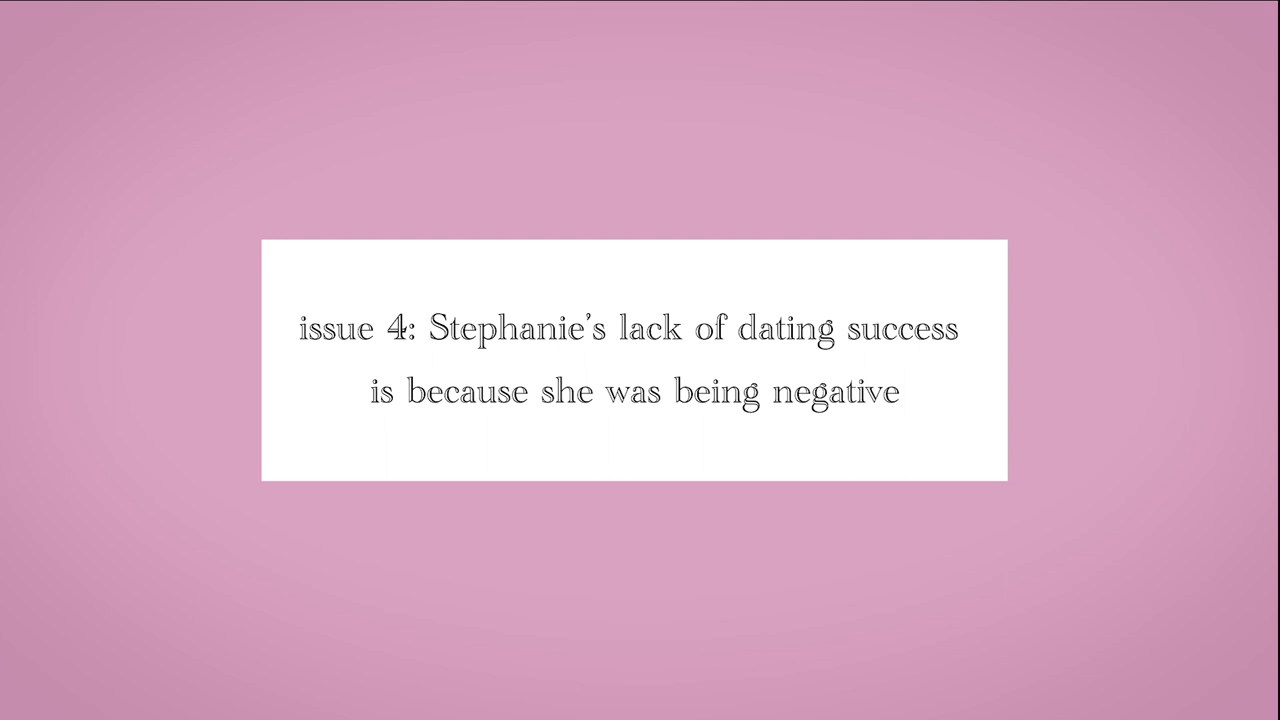 issue 4: Stephanie's lack of dating success
is because she was being negative